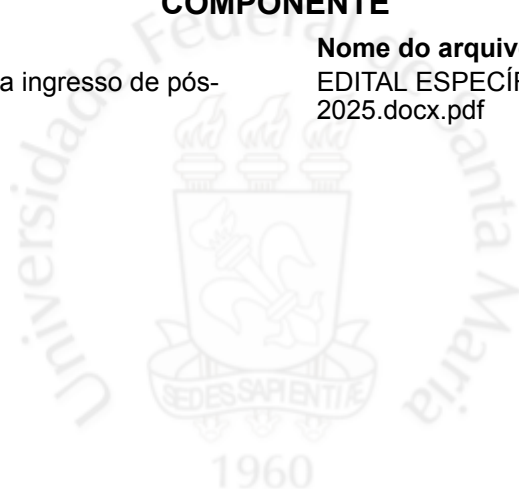 COMPONENTE
Nome do arquiv
a ingresso de pós-
EDITAL ESPECÍF
2025.docx.pdf
Universidade Federal de Santa Maria
SEDES SAPIENTIÆ
1960